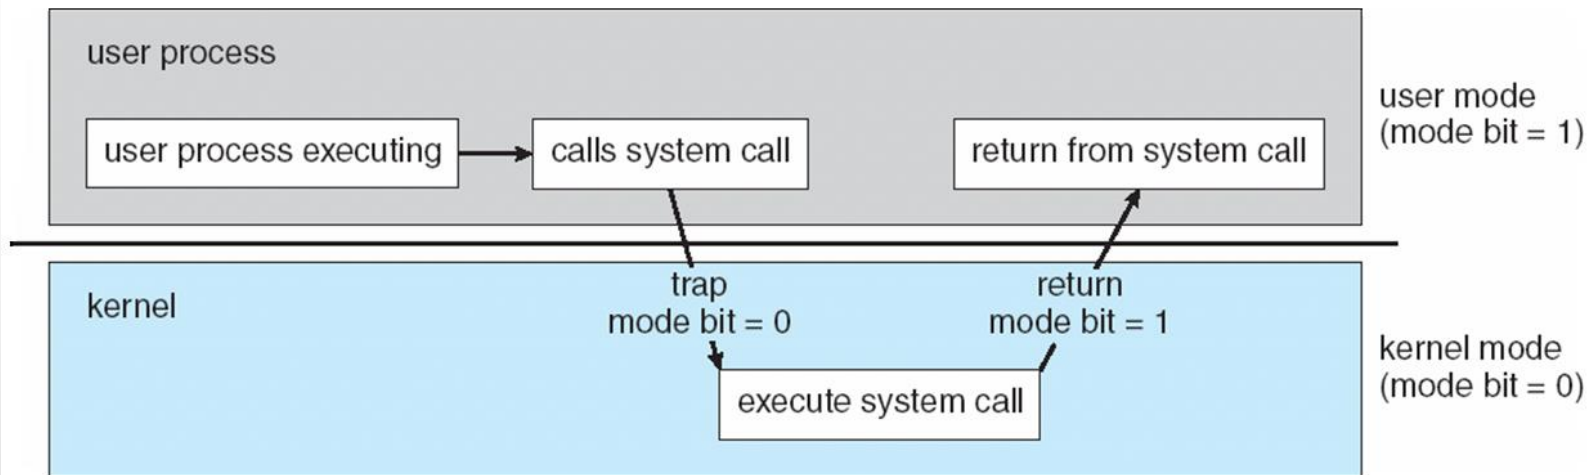 user process
user process executing
calls system call
return from system call
user mode
(mode bit = 1)
kernel
trap
mode bit = 0
return
mode bit = 1
execute system call
kernel mode
(mode bit = 0)